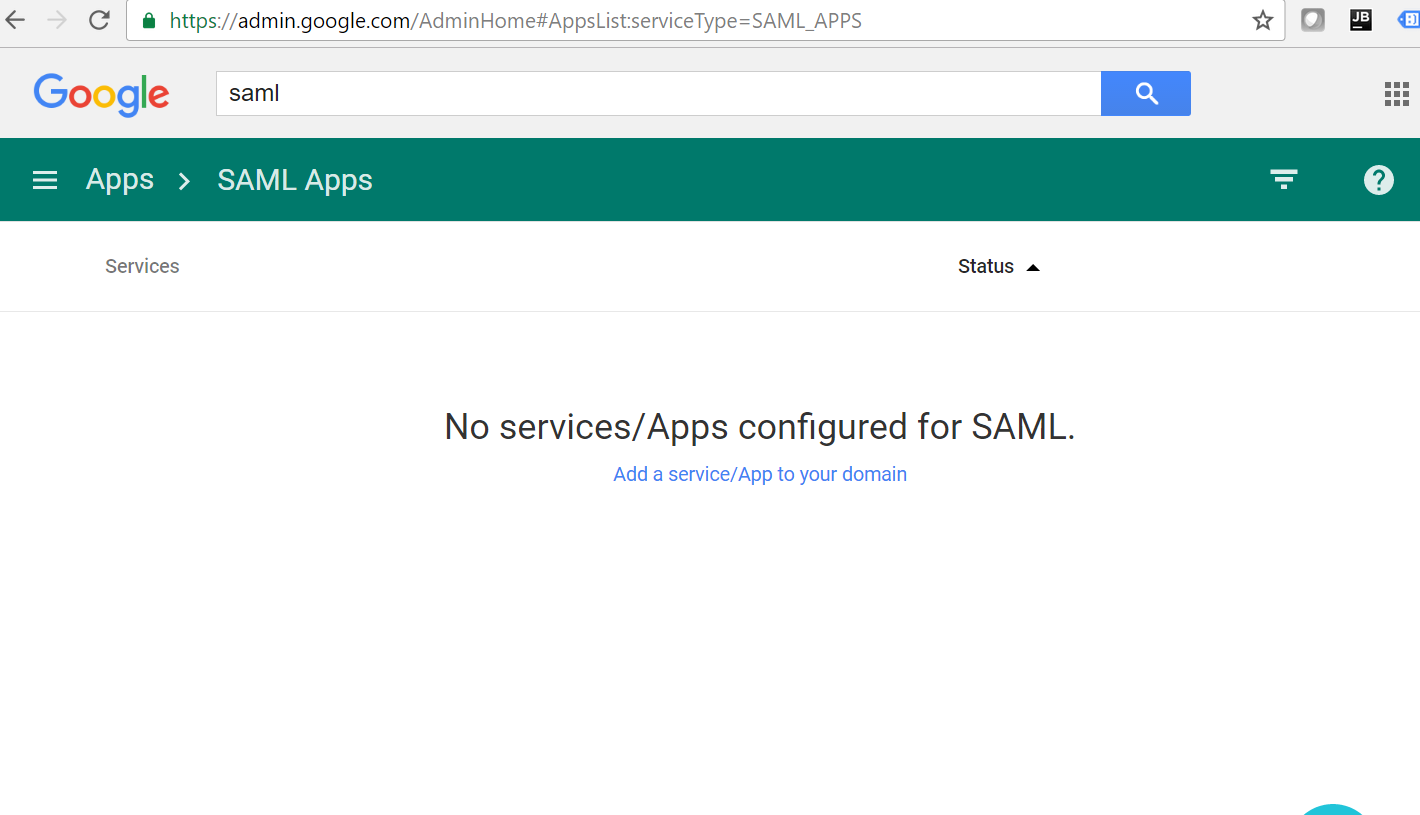 https://admin.google.com/AdminHome#AppsList:serviceType=SAML_APPS
JB
Google
saml
Apps
SAML Apps
?
Services
Status
No services/Apps configured for SAML.
Add a service/App to your domain